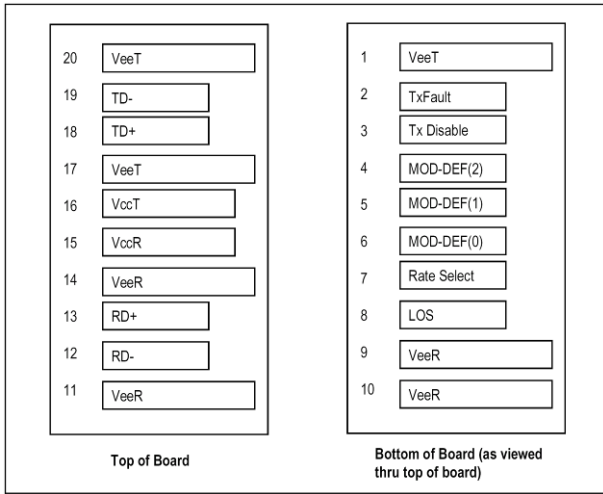 20 VeeT
19 TD-
18 TD+
17 VeeT
16 VccT
15 VccR
14 VeeR
13 RD+
12 RD-
11 VeeR
Top of Board
1 VeeT
2 TxFault
3 Tx Disable
4 MOD-DEF(2)
5 MOD-DEF(1)
6 MOD-DEF(0)
7 Rate Select
8 LOS
9 VeeR
10 VeeR
Bottom of Board (as viewed
thru top of board)